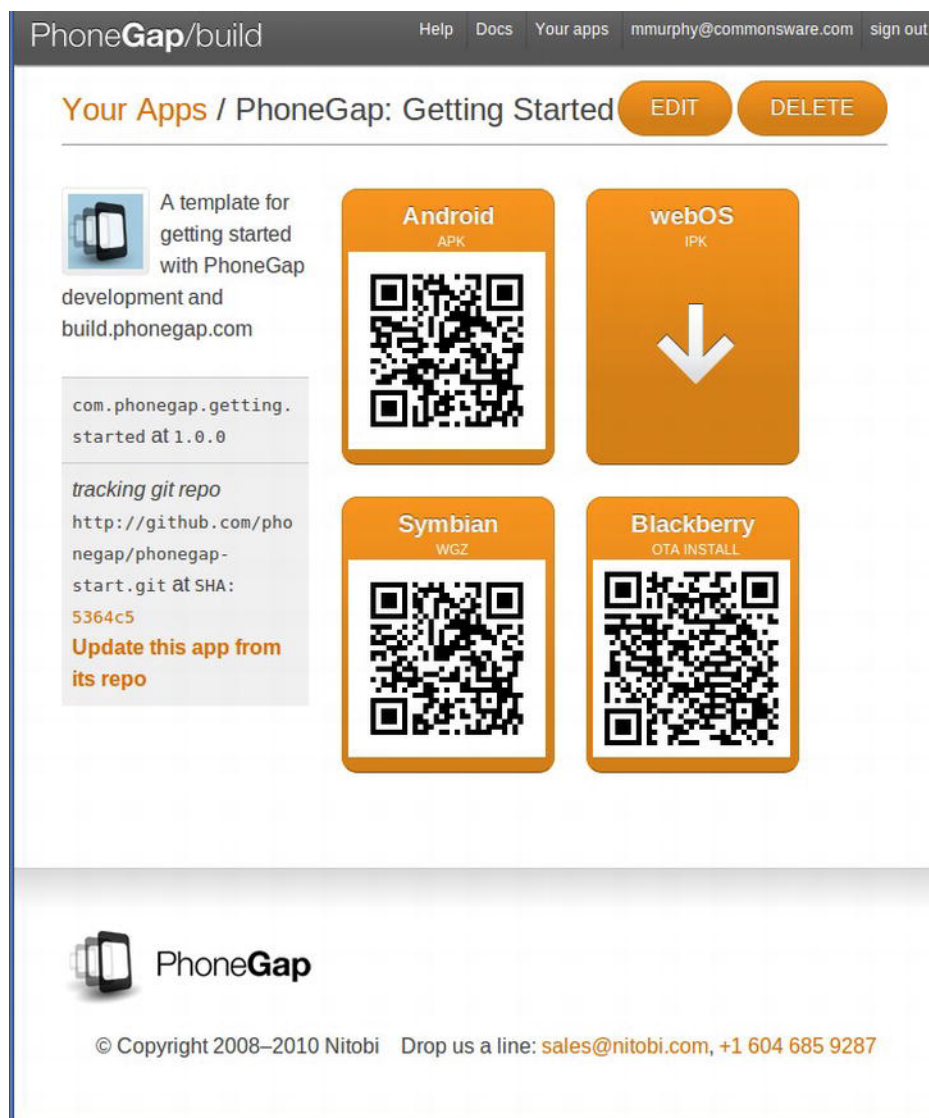 PhoneGap/build
Help Docs Your apps mmurphy@commonsware.com sign out
Your Apps / PhoneGap: Getting Started
EDIT DELETE
A template for
getting started
with PhoneGap
development and
build.phonegap.com
com.phonegap.getting.
started at 1.0.0
tracking git repo
http://github.com/pho
negap/phonegap-
start.git at SHA:
5364c5
Update this app from
its repo
Android
APK
webOS
IPK
Symbian
WGZ
Blackberry
OTA INSTALL
PhoneGap
© Copyright 2008–2010 Nitobi Drop us a line: sales@nitobi.com, +1 604 685 9287